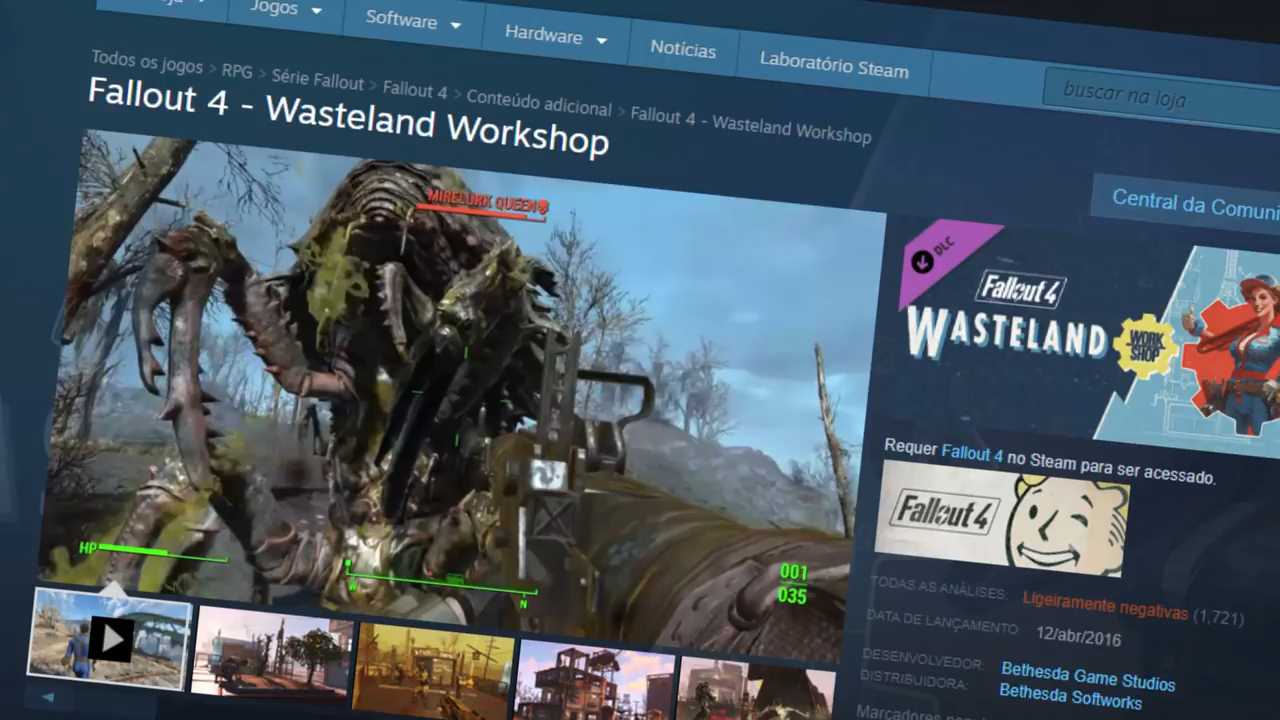 Jogos
Software
Hardware
Notícias
Laboratório Steam
buscar na loja
Todos os jogos > RPG > Série Fallout > Fallout 4 > Conteúdo adicional > Fallout 4 - Wasteland Workshop
Fallout 4 - Wasteland Workshop
Central da Comuni
MIRELURK QUEEN
DLC
Fallout 4
WASTELAND
WORK
SHOP
Requer Fallout 4 no Steam para ser acessado.
Fallout 4
HP
W
N
001
035
TODAS AS ANÁLISES: Ligeiramente negativas (1,721)
DATA DE LANÇAMENTO: 12/abr/2016
DESENVOLVEDOR: Bethesda Game Studios
DISTRIBUIDORA: Bethesda Softworks
Marcadores